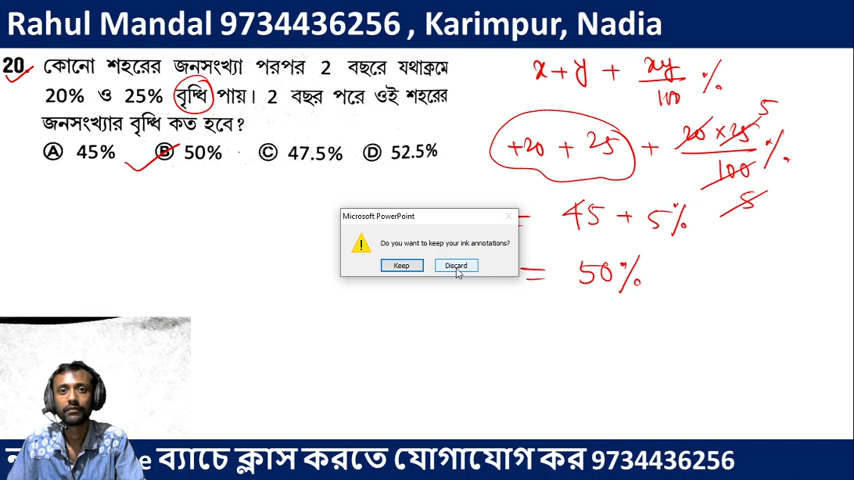 Rahul Mandal 9734436256 , Karimpur, Nadia
20. কোনো শহরের জনসংখ্যা পরপর 2 বছরে যথাক্রমে
20% ও 25% বৃদ্ধি পায়। 2 বছর পরে ওই শহরের
জনসংখ্যার বৃদ্ধি কত হবে?
Ⓐ 45% Ⓑ 50% Ⓒ 47.5% Ⓓ 52.5%
x + y + xy/100 %
+20 + 25 + 20 × 25/100 %
5
5
= 45 + 5%
= 50%
Microsoft PowerPoint
Do you want to keep your ink annotations?
Keep Discard
e ব্যাচে ক্লাস করতে যোগাযোগ কর 9734436256